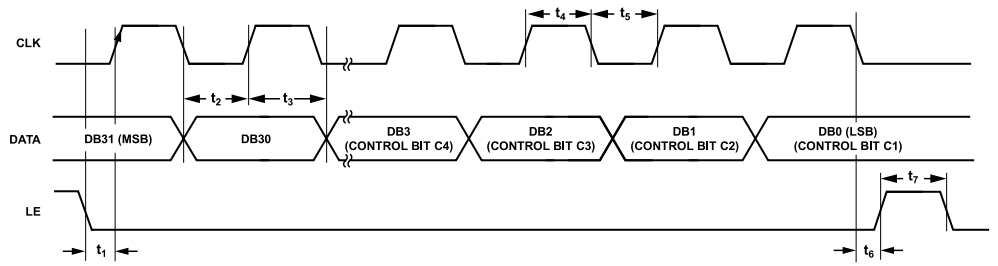 t4
t5
CLK
t2
t3
DATA
DB31 (MSB)
DB30
DB3
(CONTROL BIT C4)
DB2
(CONTROL BIT C3)
DB1
(CONTROL BIT C2)
DB0 (LSB)
(CONTROL BIT C1)
t7
LE
t1
t6